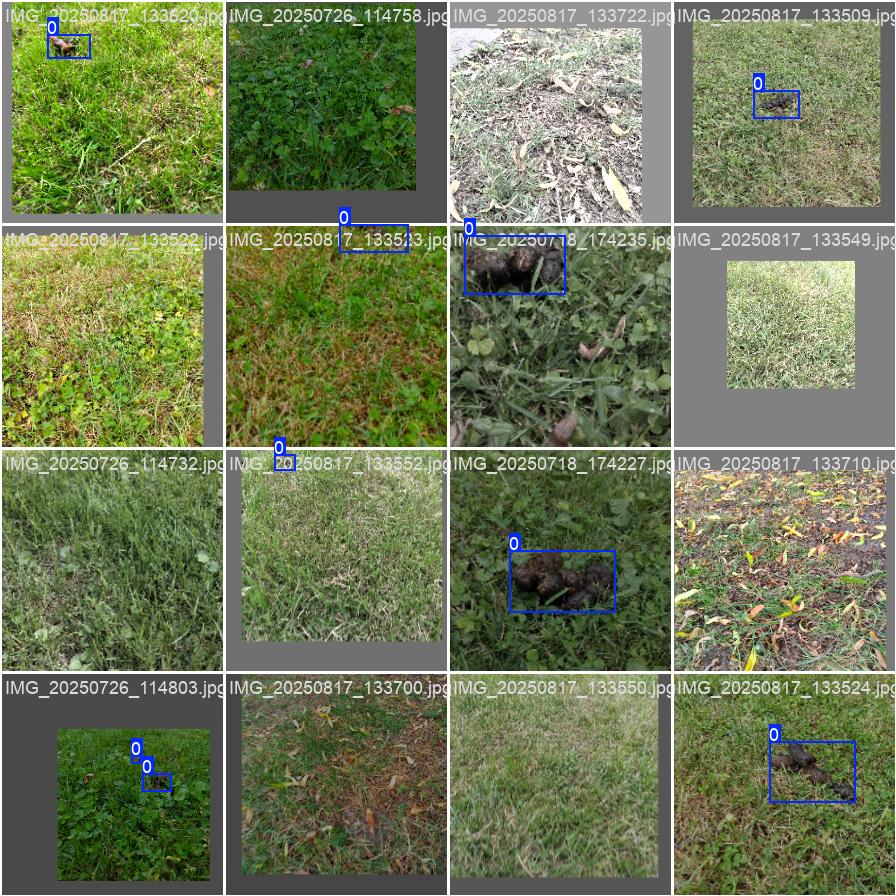 IMG_20250817_133520.jpg
0
IMG_20250726_114758.jpg
IMG_20250817_133722.jpg
IMG_20250817_133509.jpg
0
IMG_20250817_133522.jpg
0
IMG_20250817_133523.jpg
0
IMG_20250718_174235.jpg
IMG_20250817_133549.jpg
IMG_20250726_114732.jpg
0
IMG_20250817_133552.jpg
IMG_20250718_174227.jpg
0
IMG_20250817_133710.jpg
IMG_20250726_114803.jpg
0
0
IMG_20250817_133700.jpg
IMG_20250817_133550.jpg
IMG_20250817_133524.jpg
0